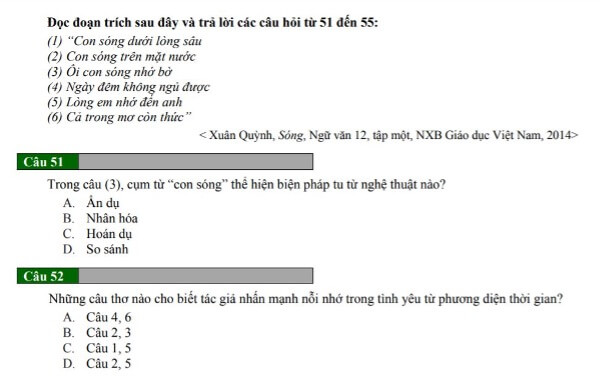 Đọc đoạn trích sau đây và trả lời các câu hỏi từ 51 đến 55:
(1) “Con sóng dưới lòng sâu
(2) Con sóng trên mặt nước
(3) Ôi con sóng nhớ bờ
(4) Ngày đêm không ngủ được
(5) Lòng em nhớ đến anh
(6) Cả trong mơ còn thức”
< Xuân Quỳnh, Sóng, Ngữ văn 12, tập một, NXB Giáo dục Việt Nam, 2014>
Câu 51
Trong câu (3), cụm từ “con sóng” thể hiện biện pháp tu từ nghệ thuật nào?
A. Ẩn dụ
B. Nhân hóa
C. Hoán dụ
D. So sánh
Câu 52
Những câu thơ nào cho biết tác giả nhấn mạnh nỗi nhớ trong tình yêu từ phương diện thời gian?
A. Câu 4, 6
B. Câu 2, 3
C. Câu 1, 5
D. Câu 2, 5